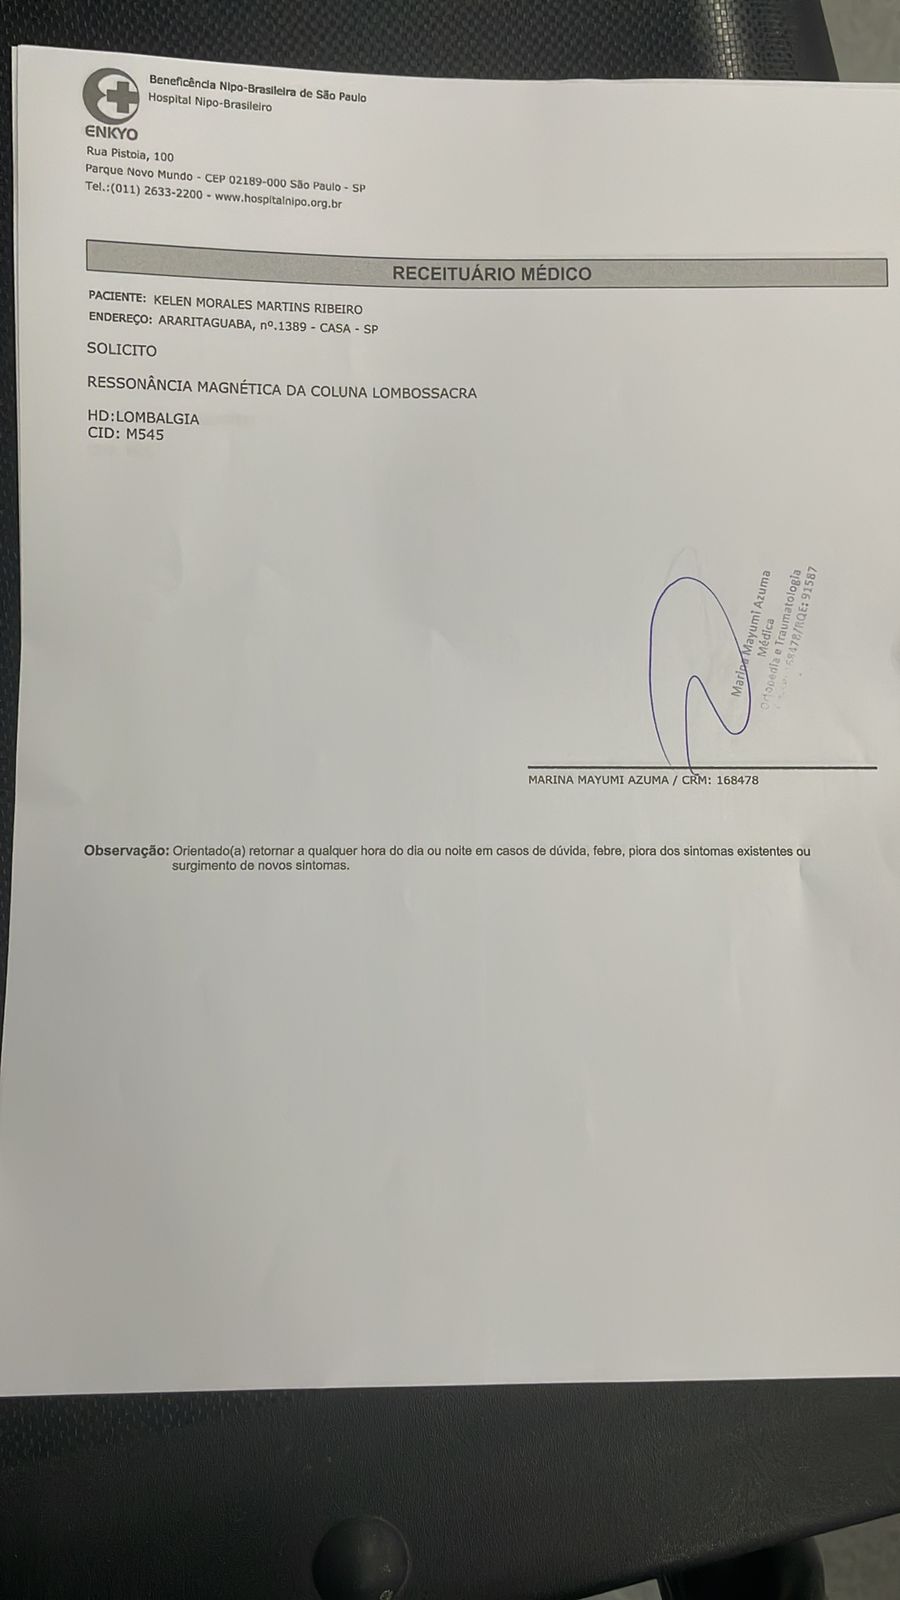 Beneficência Nipo-Brasileira de São Paulo
Hospital Nipo-Brasileiro
ENKYO
Rua Pistoia, 100
Parque Novo Mundo - CEP 02189-000 São Paulo - SP
Tel.:(011) 2633-2200 - www.hospitalnipo.org.br
RECEITUÁRIO MÉDICO
PACIENTE: KELEN MORALES MARTINS RIBEIRO
ENDEREÇO: ARARITAGUABA, nº.1389 - CASA - SP
SOLICITO
RESSONÂNCIA MAGNÉTICA DA COLUNA LOMBOSSACRA
HD:LOMBALGIA
CID: M545
Marina Mayumi Azuma
Médica
Ortopedia e Traumatologia
168478/RQE: 91587
MARINA MAYUMI AZUMA / CRM: 168478
Observação: Orientado(a) retornar a qualquer hora do dia ou noite em casos de dúvida, febre, piora dos sintomas existentes ou
surgimento de novos sintomas.